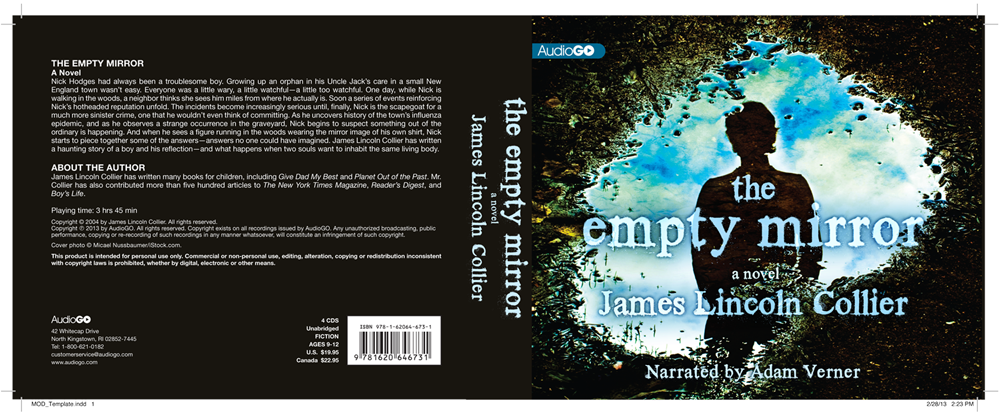 THE EMPTY MIRROR
A Novel
Nick Hodges had always been a troublesome boy. Growing up an orphan in his Uncle Jack's care in a small New
England town wasn't easy. Everyone was a little wary, a little watchful—a little too watchful. One day, while Nick is
walking in the woods, a neighbor thinks she sees him miles from where he actually is. Soon a series of events reinforcing
Nick's hotheaded reputation unfold. The incidents become increasingly serious until, finally, Nick is the scapegoat for a
much more sinister crime, one that he wouldn't even think of committing. As he uncovers history of the town's influenza
epidemic, and as he observes a strange occurrence in the graveyard, Nick begins to suspect something out of the
ordinary is happening. And when he sees a figure running in the woods wearing the mirror image of his own shirt, Nick
starts to piece together some of the answers—answers no one could have imagined. James Lincoln Collier has written
a haunting story of a boy and his reflection—and what happens when two souls want to inhabit the same living body.
ABOUT THE AUTHOR
James Lincoln Collier has written many books for children, including Give Dad My Best and Planet Out of the Past. Mr.
Collier has also contributed more than five hundred articles to The New York Times Magazine, Reader's Digest, and
Boy's Life.
Playing time: 3 hrs 45 min
Copyright © 2004 by James Lincoln Collier. All rights reserved.
Copyright ℗ 2013 by AudioGO. All rights reserved. Copyright exists on all recordings issued by AudioGO. Any unauthorized broadcasting, public
performance, copying or re-recording of such recordings in any manner whatsoever, will constitute an infringement of such copyright.
Cover photo © Micael Nussbaumer/iStock.com.
This product is intended for personal use only. Commercial or non-personal use, editing, alteration, copying or redistribution inconsistent
with copyright laws is prohibited, whether by digital, electronic or other means.
AudioGO
42 Whitecap Drive
North Kingstown, RI 02852-7445
Tel: 1-800-621-0182
customerservice@audiogo.com
www.audiogo.com
4 CDS
Unabridged
FICTION
AGES 9-12
U.S. $19.95
Canada $22.95
ISBN 978-1-62064-673-1
9 781620 646731
the empty mirror
a novel
James Lincoln Collier
AudioGO
the
empty mirror
a novel
James Lincoln Collier
Narrated by Adam Verner
MOD_Template.indd 1
2/28/13 2:23 PM